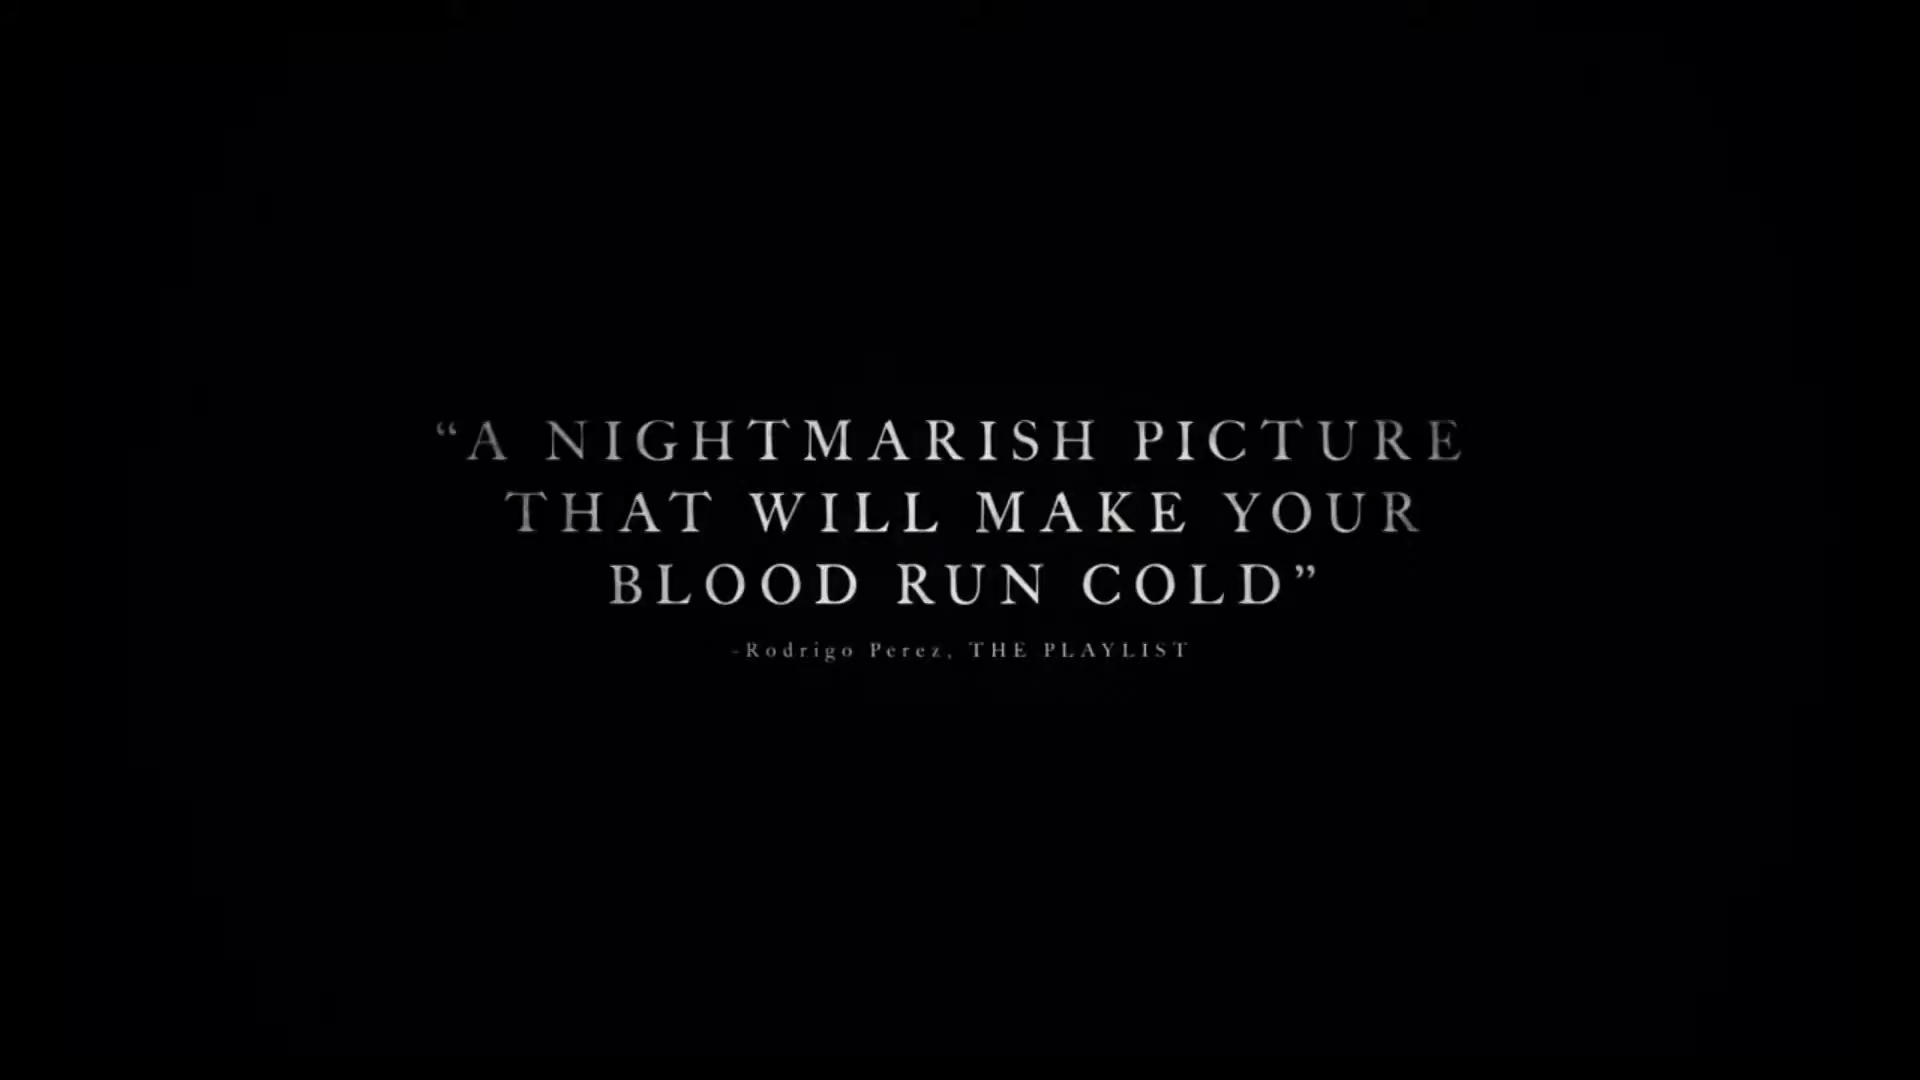 “A NIGHTMARISH PICTURE
THAT WILL MAKE YOUR
BLOOD RUN COLD”
-Rodrigo Perez, THE PLAYLIST